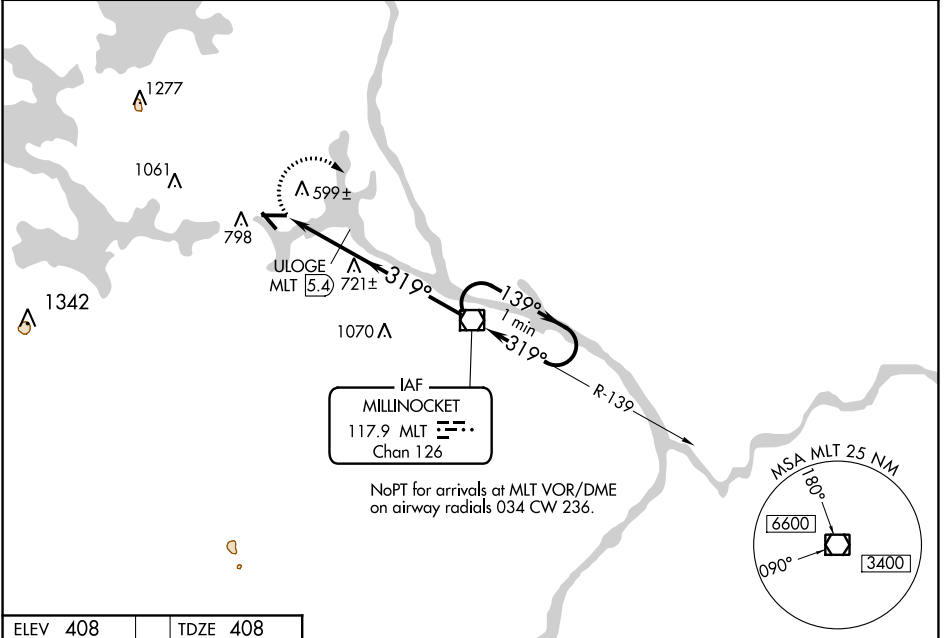 1277
1061
599±
798
ULOGE
MLT 5.4
721±
319°
1342
139°
1 min
319°
1070
R-139
IAF
MILLINOCKET
117.9 MLT
Chan 126
NoPT for arrivals at MLT VOR/DME
on airway radials 034 CW 236.
MSA MLT 25 NM
180°
6600
090°
3400
ELEV 408
TDZE 408